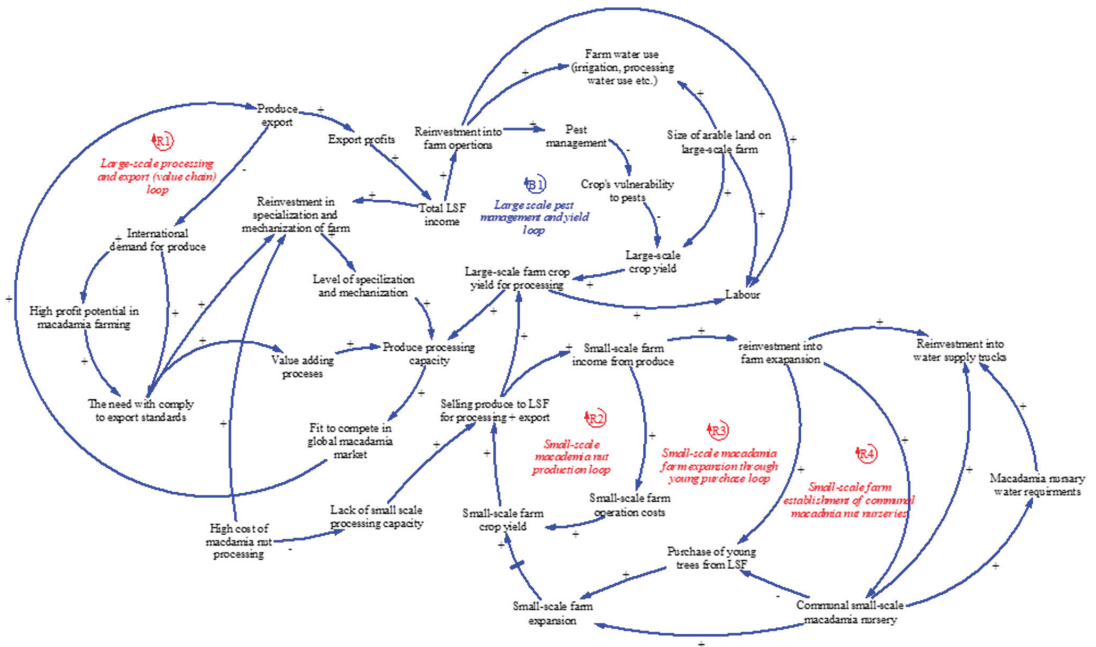 Farm water use
(irrigation, processing
water use etc.)
+
+
Produce
export
+
R1
Large-scale processing
and export (value chain)
loop
Export profits
+
Reinvestment into
farm opertions
+
Pest
management
Size of arable land on
large-scale farm
+
-
-
+
B1
Large scale pest
management and yield
loop
Crop's vulnerability
to pests
-
+
+
Reinvestment in
specialization and
mechanization of farm
+
Total LSF
income
International
demand for produce
+
+
Large-scale
crop yield
+
Level of specilization
and mechanization
Large-scale farm crop
yield for processing
+
Labour
+
+
High profit potential in
macadamia farming
+
+
+
+
+
+
Value adding
proceses
+
Produce processing
capacity
+
+
Small-scale farm
income from produce
+
reinvestment into
farm exapansion
+
Reinvestment into
water supply trucks
+
The need with comply
to export standards
+
Selling produce to LSF
for processing + export
R2
Small-scale
macademia nut
production loop
+
R3
Small-scale macadamia
farm expansion through
young purchase loop
+
R4
Small-scale farm
establishment of communal
macadmia nut nurseries
+
+
+
Fit to compete in
global macadamia
market
+
+
+
Macadamia nursary
water requirments
High cost of
macdamia nut
processing
-
Lack of small scale
processing capacity
Small-scale farm
crop yield
+
Small-scale farm
operation costs
+
Purchase of young
trees from LSF
+
-
+
Small-scale farm
expansion
Communal small-scale
macadamia nursery
+